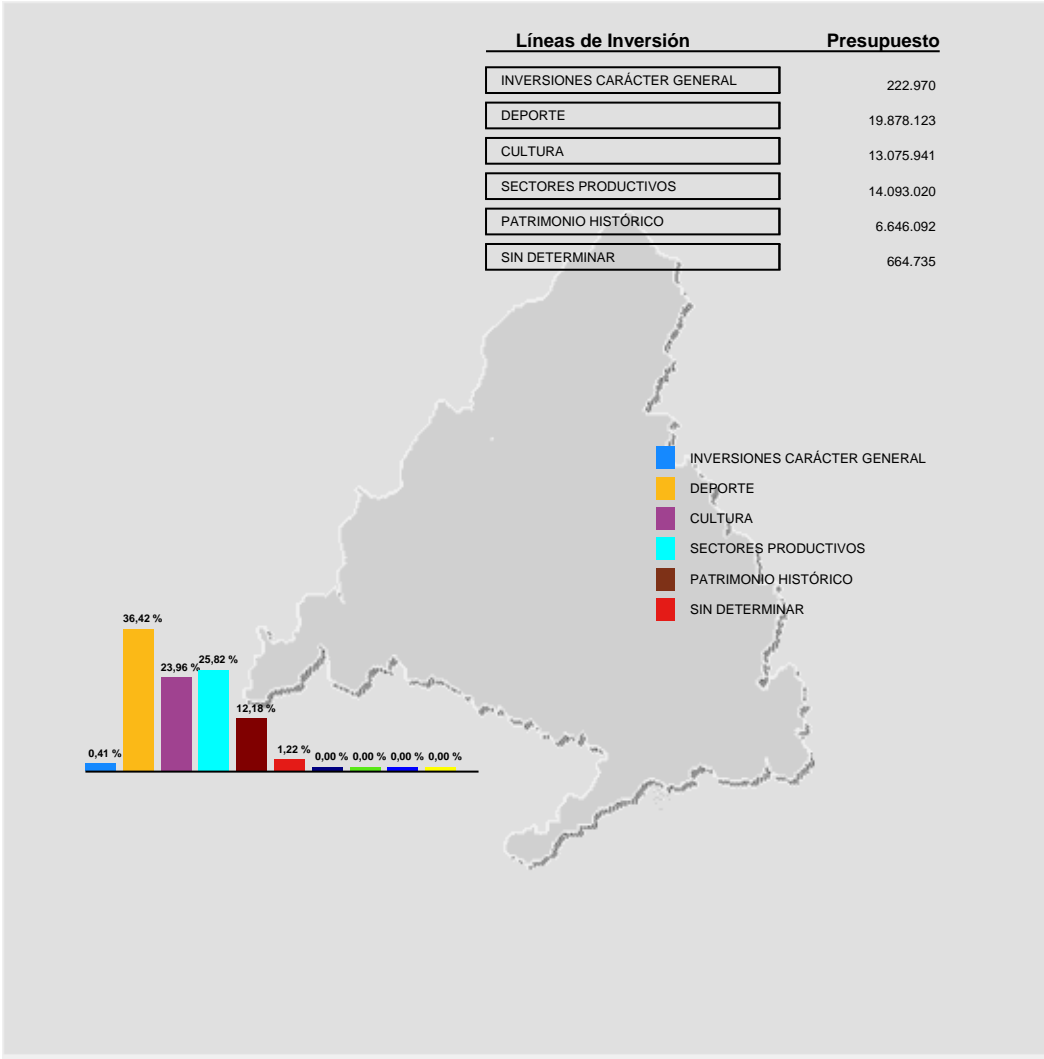 Líneas de Inversión Presupuesto
INVERSIONES CARÁCTER GENERAL 222.970
DEPORTE 19.878.123
CULTURA 13.075.941
SECTORES PRODUCTIVOS 14.093.020
PATRIMONIO HISTÓRICO 6.646.092
SIN DETERMINAR 664.735
INVERSIONES CARÁCTER GENERAL
DEPORTE
CULTURA
SECTORES PRODUCTIVOS
PATRIMONIO HISTÓRICO
SIN DETERMINAR
36,42 %
23,96 % 25,82 %
12,18 %
0,41 % 1,22 % 0,00 % 0,00 % 0,00 % 0,00 %